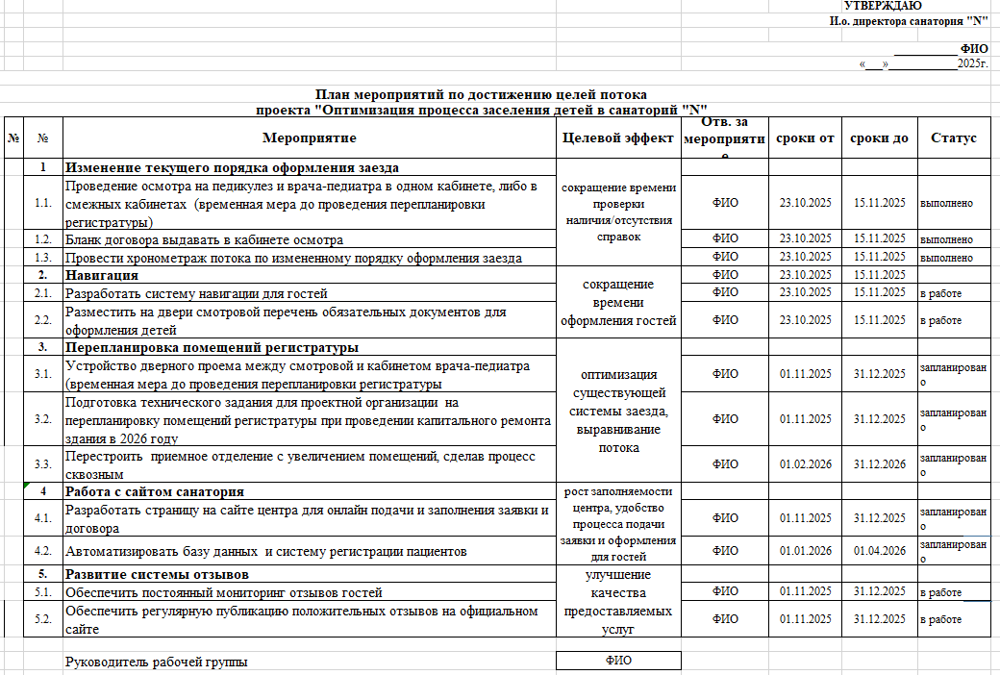 УТВЕРЖДАЮ
И.о. директора санатория "N"
___________ ФИО
«___»____________2025г.
План мероприятий по достижению целей потока
проекта "Оптимизация процесса заселения детей в санаторий "N"
№ № Мероприятие Целевой эффект Отв. за мероприятие сроки от сроки до Статус
1 Изменение текущего порядка оформления заезда
сокращение времени
проверки
наличия/отсутствия
справок
1.1. Проведение осмотра на педикулез и врача-педиатра в одном кабинете, либо в
смежных кабинетах (временная мера до проведения перепланировки
регистратуры)
ФИО 23.10.2025 15.11.2025 выполнено
1.2. Бланк договора выдавать в кабинете осмотра ФИО 23.10.2025 15.11.2025 выполнено
1.3. Провести хронометраж потока по измененному порядку оформления заезда ФИО 23.10.2025 15.11.2025 выполнено
2. Навигация ФИО 23.10.2025 15.11.2025
сокращение
времени
оформления гостей
2.1. Разработать систему навигации для гостей ФИО 23.10.2025 15.11.2025 в работе
2.2. Разместить на двери смотровой перечень обязательных документов для
оформления детей
ФИО 23.10.2025 15.11.2025 в работе
3. Перепланировка помещений регистратуры
оптимизация
существующей
системы заезда,
выравнивание
потока
3.1. Устройство дверного проема между смотровой и кабинетом врача-педиатра
(временная мера до проведения перепланировки регистратуры
ФИО 01.11.2025 31.12.2025 запланирован
о
3.2. Подготовка технического задания для проектной организации на
перепланировку помещений регистратуры при проведении капитального ремонта
здания в 2026 году
ФИО 01.11.2025 31.12.2025 запланирован
о
3.3. Перестроить приемное отделение с увеличением помещений, сделав процесс
сквозным
ФИО 01.02.2026 31.12.2026 запланирован
о
4 Работа с сайтом санатория
рост заполняемости
центра, удобство
процесса подачи
заявки и оформления
для гостей
4.1. Разработать страницу на сайте центра для онлайн подачи и заполнения заявки и
договора
ФИО 01.11.2025 31.12.2025 запланирован
о
4.2. Автоматизировать базу данных и систему регистрации пациентов ФИО 01.01.2026 01.04.2026 запланирован
о
5. Развитие системы отзывов
улучшение
качества
предоставляемых
услуг
5.1. Обеспечить постоянный мониторинг отзывов гостей ФИО 01.11.2025 31.12.2025 в работе
5.2. Обеспечить регулярную публикацию положительных отзывов на официальном
сайте
ФИО 01.11.2025 31.12.2025 в работе
Руководитель рабочей группы ФИО